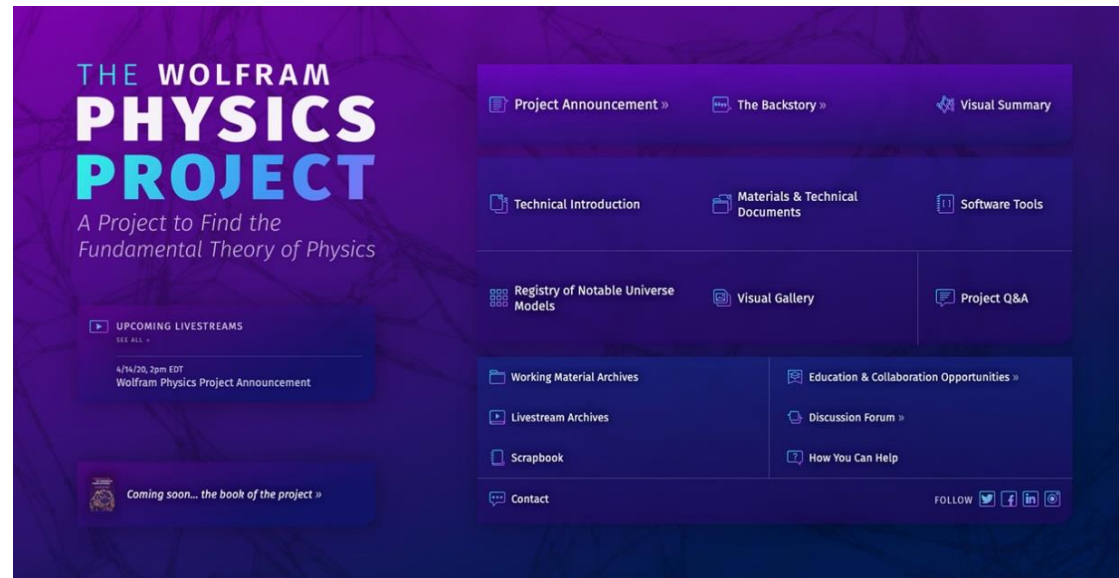 THE WOLFRAM
PHYSICS
PROJECT
A Project to Find the
Fundamental Theory of Physics
UPCOMING LIVESTREAMS
SEE ALL »
4/14/20, 2pm EDT
Wolfram Physics Project Announcement
Coming soon... the book of the project »
Project Announcement »
The Backstory »
Visual Summary
Technical Introduction
Materials & Technical
Documents
Software Tools
Registry of Notable Universe
Models
Visual Gallery
Project Q&A
Working Material Archives
Education & Collaboration Opportunities »
Livestream Archives
Discussion Forum »
Scrapbook
How You Can Help
Contact
FOLLOW